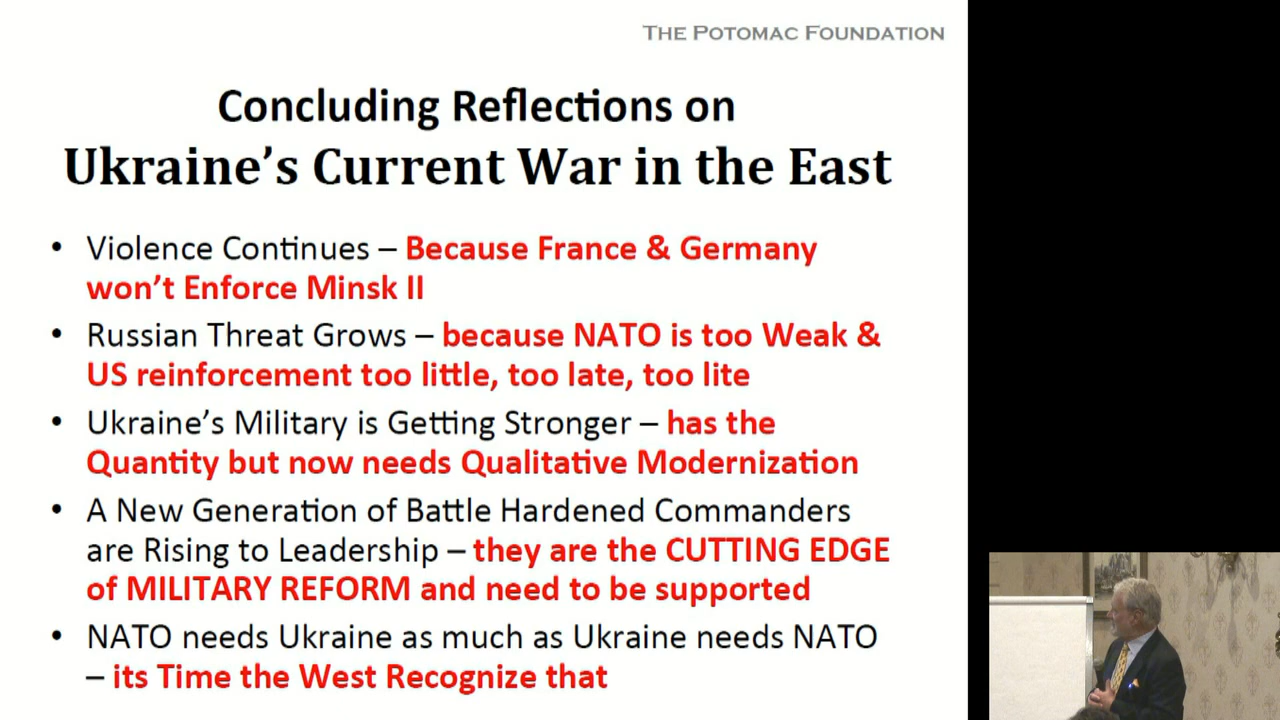 THE POTOMAC FOUNDATION
Concluding Reflections on
Ukraine’s Current War in the East
• Violence Continues – Because France & Germany
won’t Enforce Minsk II
• Russian Threat Grows – because NATO is too Weak &
US reinforcement too little, too late, too lite
• Ukraine’s Military is Getting Stronger – has the
Quantity but now needs Qualitative Modernization
• A New Generation of Battle Hardened Commanders
are Rising to Leadership – they are the CUTTING EDGE
of MILITARY REFORM and need to be supported
• NATO needs Ukraine as much as Ukraine needs NATO
– its Time the West Recognize that